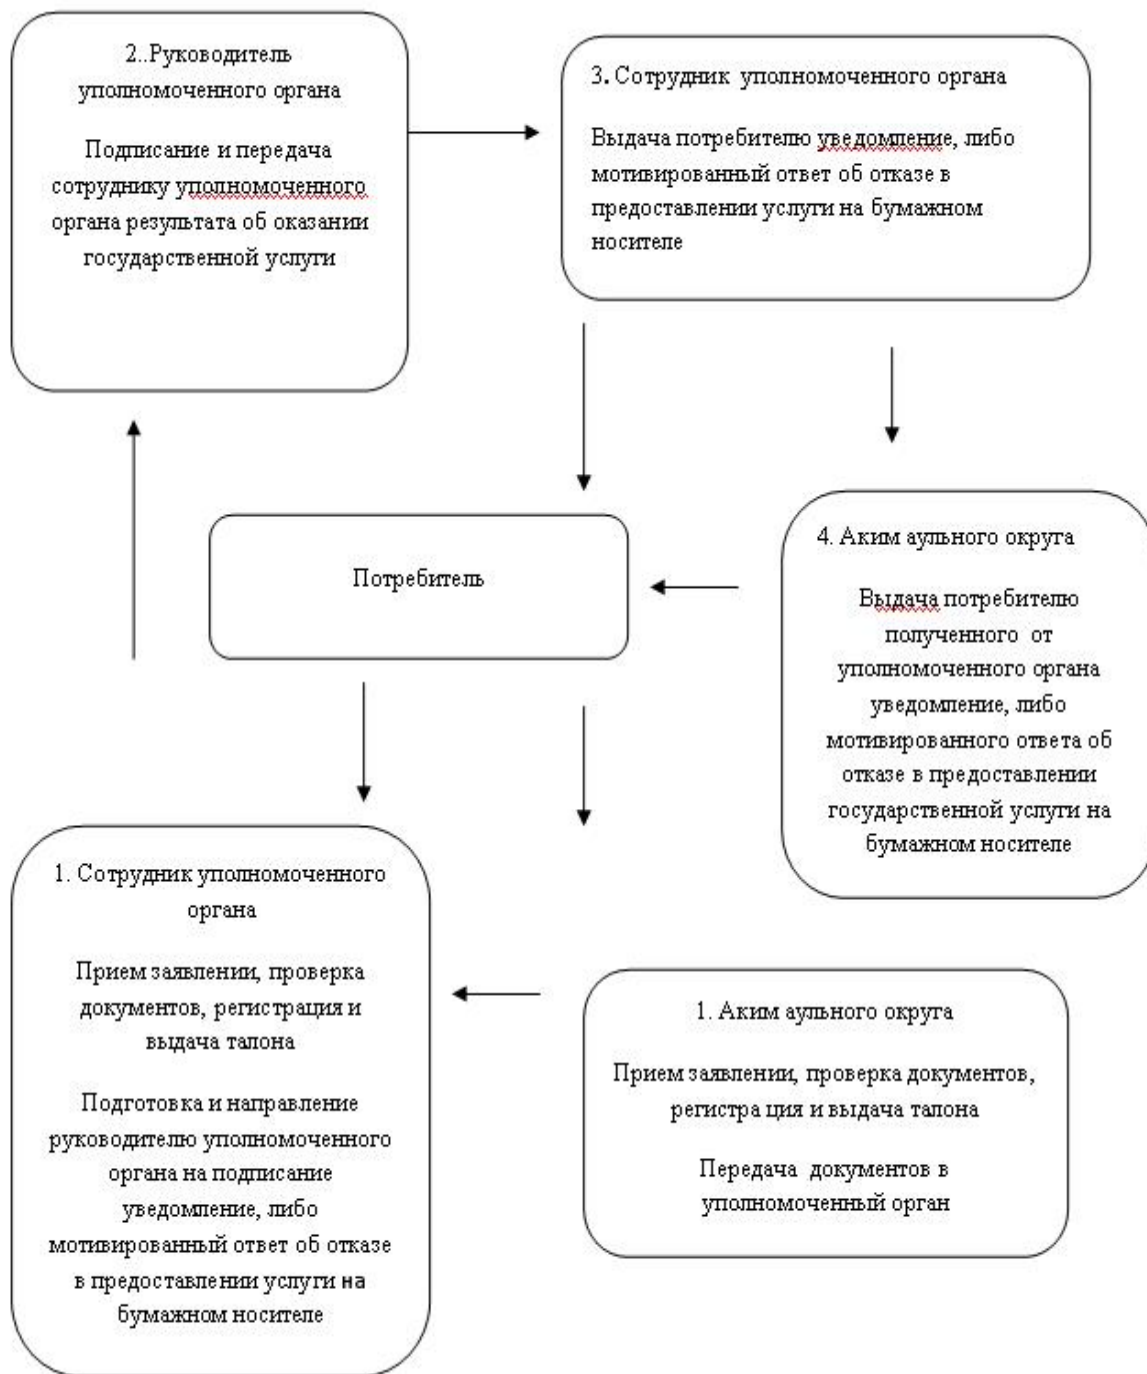 2..Руководитель
уполномоченного органа
Подписание и передача
сотруднику уполномоченного
органа результата об оказании
государственной услуги
3. Сотрудник уполномоченного органа
Выдача потребителю уведомление, либо
мотивированный ответ об отказе в
предоставлении услуги на бумажном
носителе
Потребитель
4. Аким аульного округа
Выдача потребителю
полученного от
уполномоченного органа
уведомление, либо
мотивированного ответа об
отказе в предоставлении
государственной услуги на
бумажном носителе
1. Сотрудник уполномоченного
органа
Прием заявлении, проверка
документов, регистрация и
выдача талона
Подготовка и направление
руководителю уполномоченного
органа на подписание
уведомление, либо
мотивированный ответ об отказе
в предоставлении услуги на
бумажном носителе
1. Аким аульного округа
Прием заявлении, проверка документов,
регистра ция и выдача талона
Передача документов в
уполномоченный орган